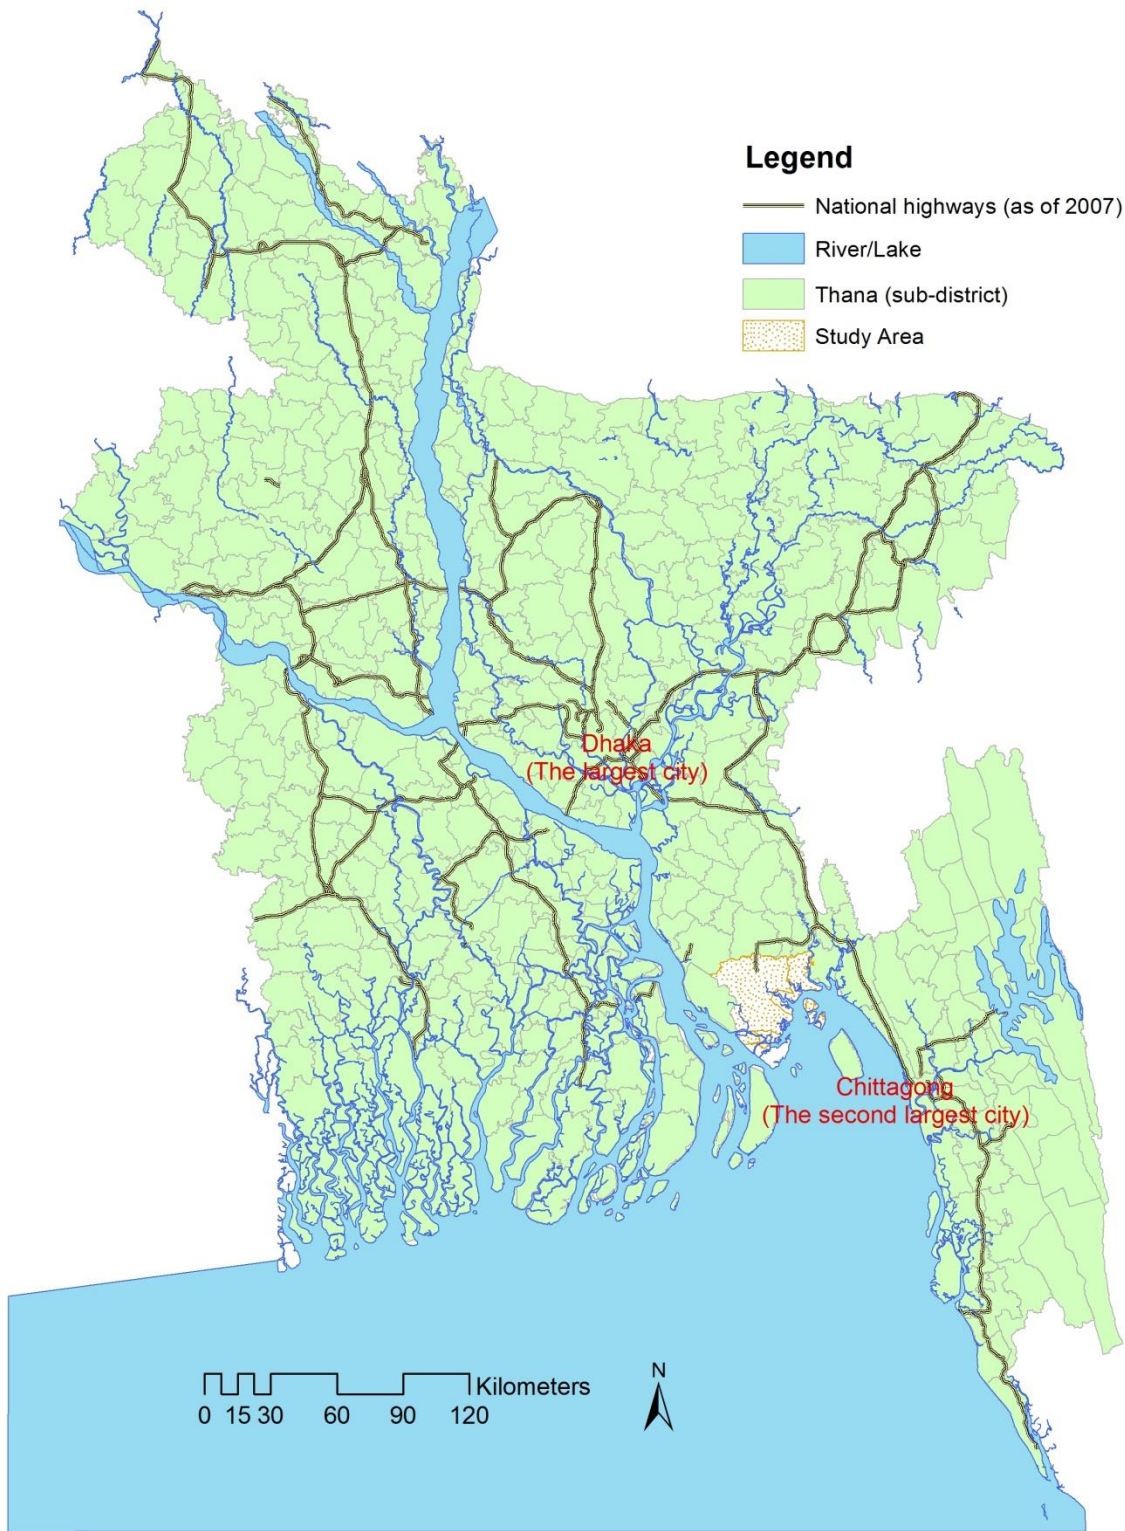 Legend
National highways (as of 2007)
River/Lake
Thana (sub-district)
Study Area
Dhaka
(The largest city)
Chittagong
(The second largest city)
N
Kilometers
0 15 30 60 90 120